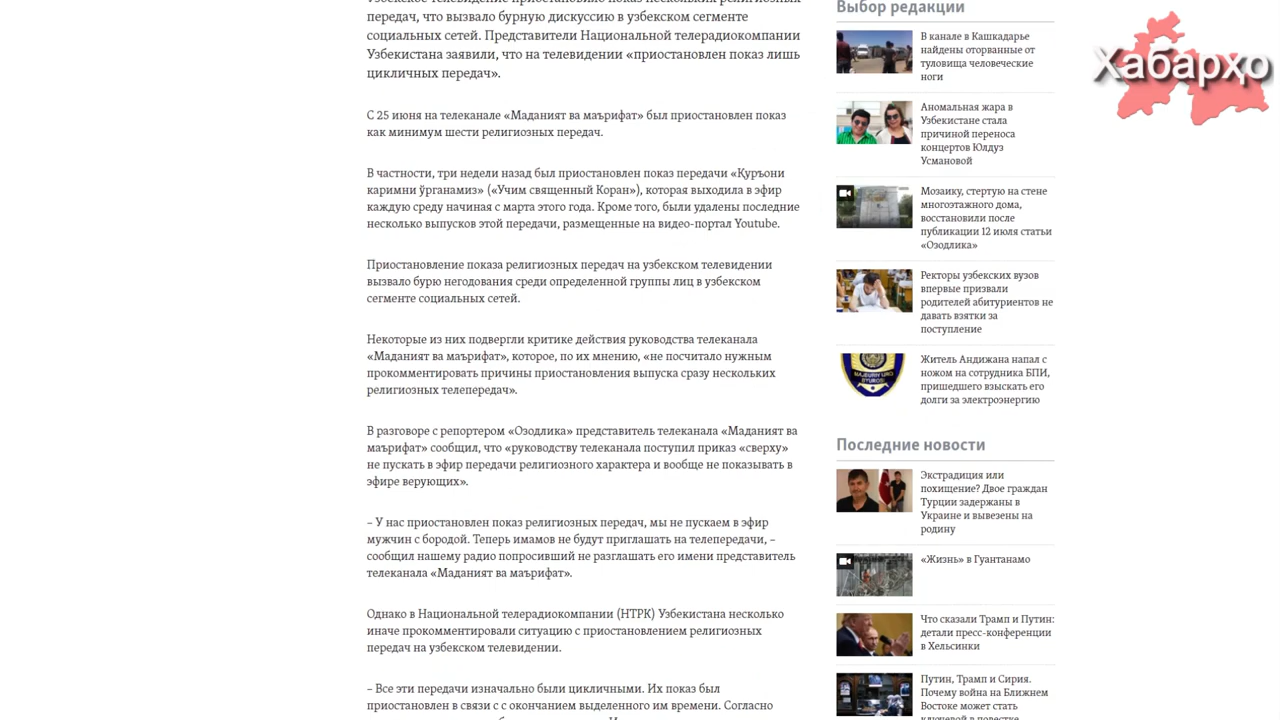 передач, что вызвало бурную дискуссию в узбекском сегменте
социальных сетей. Представители Национальной телерадиокомпании
Узбекистана заявили, что на телевидении «приостановлен показ лишь
цикличных передач».
С 25 июня на телеканале «Маданият ва маърифат» был приостановлен показ
как минимум шести религиозных передач.
В частности, три недели назад был приостановлен показ передачи «Қуръони
каримни ўрганамиз» («Учим священный Коран»), которая выходила в эфир
каждую среду начиная с марта этого года. Кроме того, были удалены последние
несколько выпусков этой передачи, размещенные на видео-портал Youtube.
Приостановление показа религиозных передач на узбекском телевидении
вызвало бурю негодования среди определенной группы лиц в узбекском
сегменте социальных сетей.
Некоторые из них подвергли критике действия руководства телеканала
«Маданият ва маърифат», которое, по их мнению, «не посчитало нужным
прокомментировать причины приостановления выпуска сразу нескольких
религиозных телепередач».
В разговоре с репортером «Озодлика» представитель телеканала «Маданият ва
маърифат» сообщил, что «руководству телеканала поступил приказ «сверху»
не пускать в эфир передачи религиозного характера и вообще не показывать в
эфире верующих».
– У нас приостановлен показ религиозных передач, мы не пускаем в эфир
мужчин с бородой. Теперь имамов не будут приглашать на телепередачи, –
сообщил нашему радио попросивший не разглашать его имени представитель
телеканала «Маданият ва маърифат».
Однако в Национальной телерадиокомпании (НТРК) Узбекистана несколько
иначе прокомментировали ситуацию с приостановлением религиозных
передач на узбекском телевидении.
– Все эти передачи изначально были цикличными. Их показ был
приостановлен в связи с с окончанием выделенного им времени. Согласно
Выбор редакции
В канале в Кашкадарье
найдены оторванные от
туловища человеческие
ноги
Аномальная жара в
Узбекистане стала
причиной переноса
концертов Юлдуз
Усмановой
Мозаику, стертую на стене
многоэтажного дома,
восстановили после
публикации 12 июля статьи
«Озодлика»
Ректоры узбекских вузов
впервые призвали
родителей абитуриентов не
давать взятки за
поступление
Житель Андижана напал с
ножом на сотрудника БПИ,
пришедшего взыскать его
долги за электроэнергию
Последние новости
Экстрадиция или
похищение? Двое граждан
Турции задержаны в
Украине и вывезены на
родину
«Жизнь» в Гуантанамо
Что сказали Трамп и Путин:
детали пресс-конференции
в Хельсинки
Путин, Трамп и Сирия.
Почему война на Ближнем
Востоке может стать
Хабарҳо